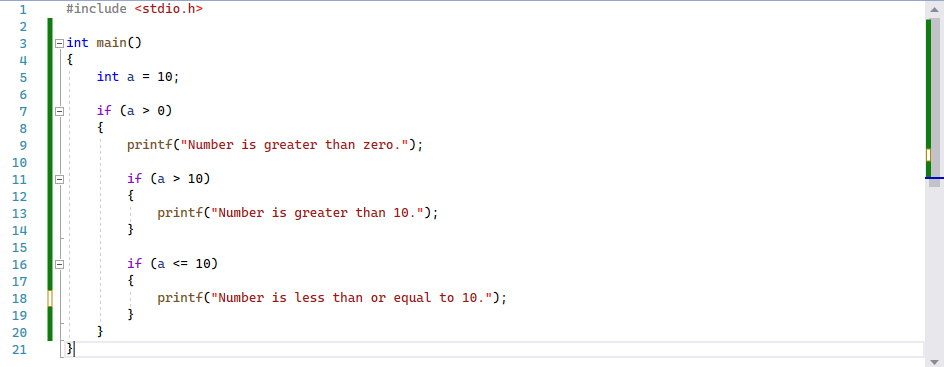 1 #include <stdio.h>
2
3 int main()
4 {
5     int a = 10;
6
7     if (a > 0)
8     {
9         printf("Number is greater than zero.");
10
11         if (a > 10)
12         {
13             printf("Number is greater than 10.");
14         }
15
16         if (a <= 10)
17         {
18             printf("Number is less than or equal to 10.");
19         }
20     }
21 }